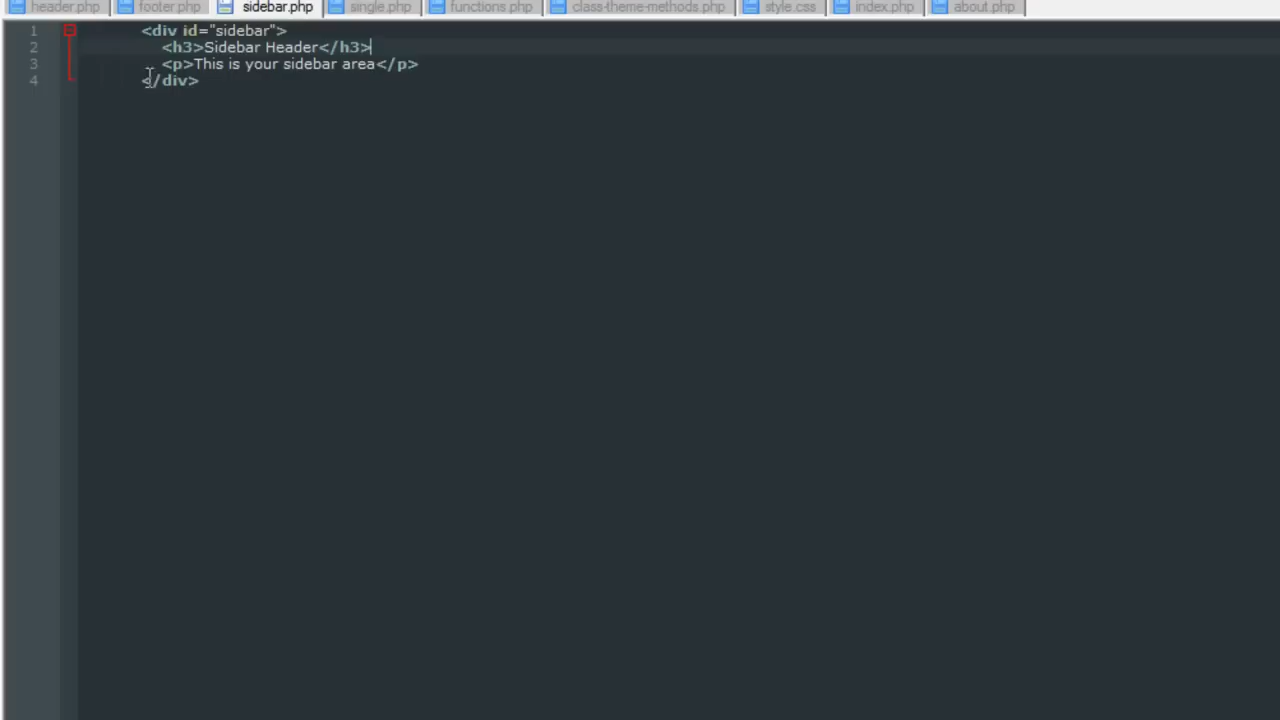 header.php footer.php sidebar.php single.php functions.php class-theme-methods.php style.css index.php about.php
1 <div id="sidebar">
2 <h3>Sidebar Header</h3>
3 <p>This is your sidebar area</p>
4 </div>